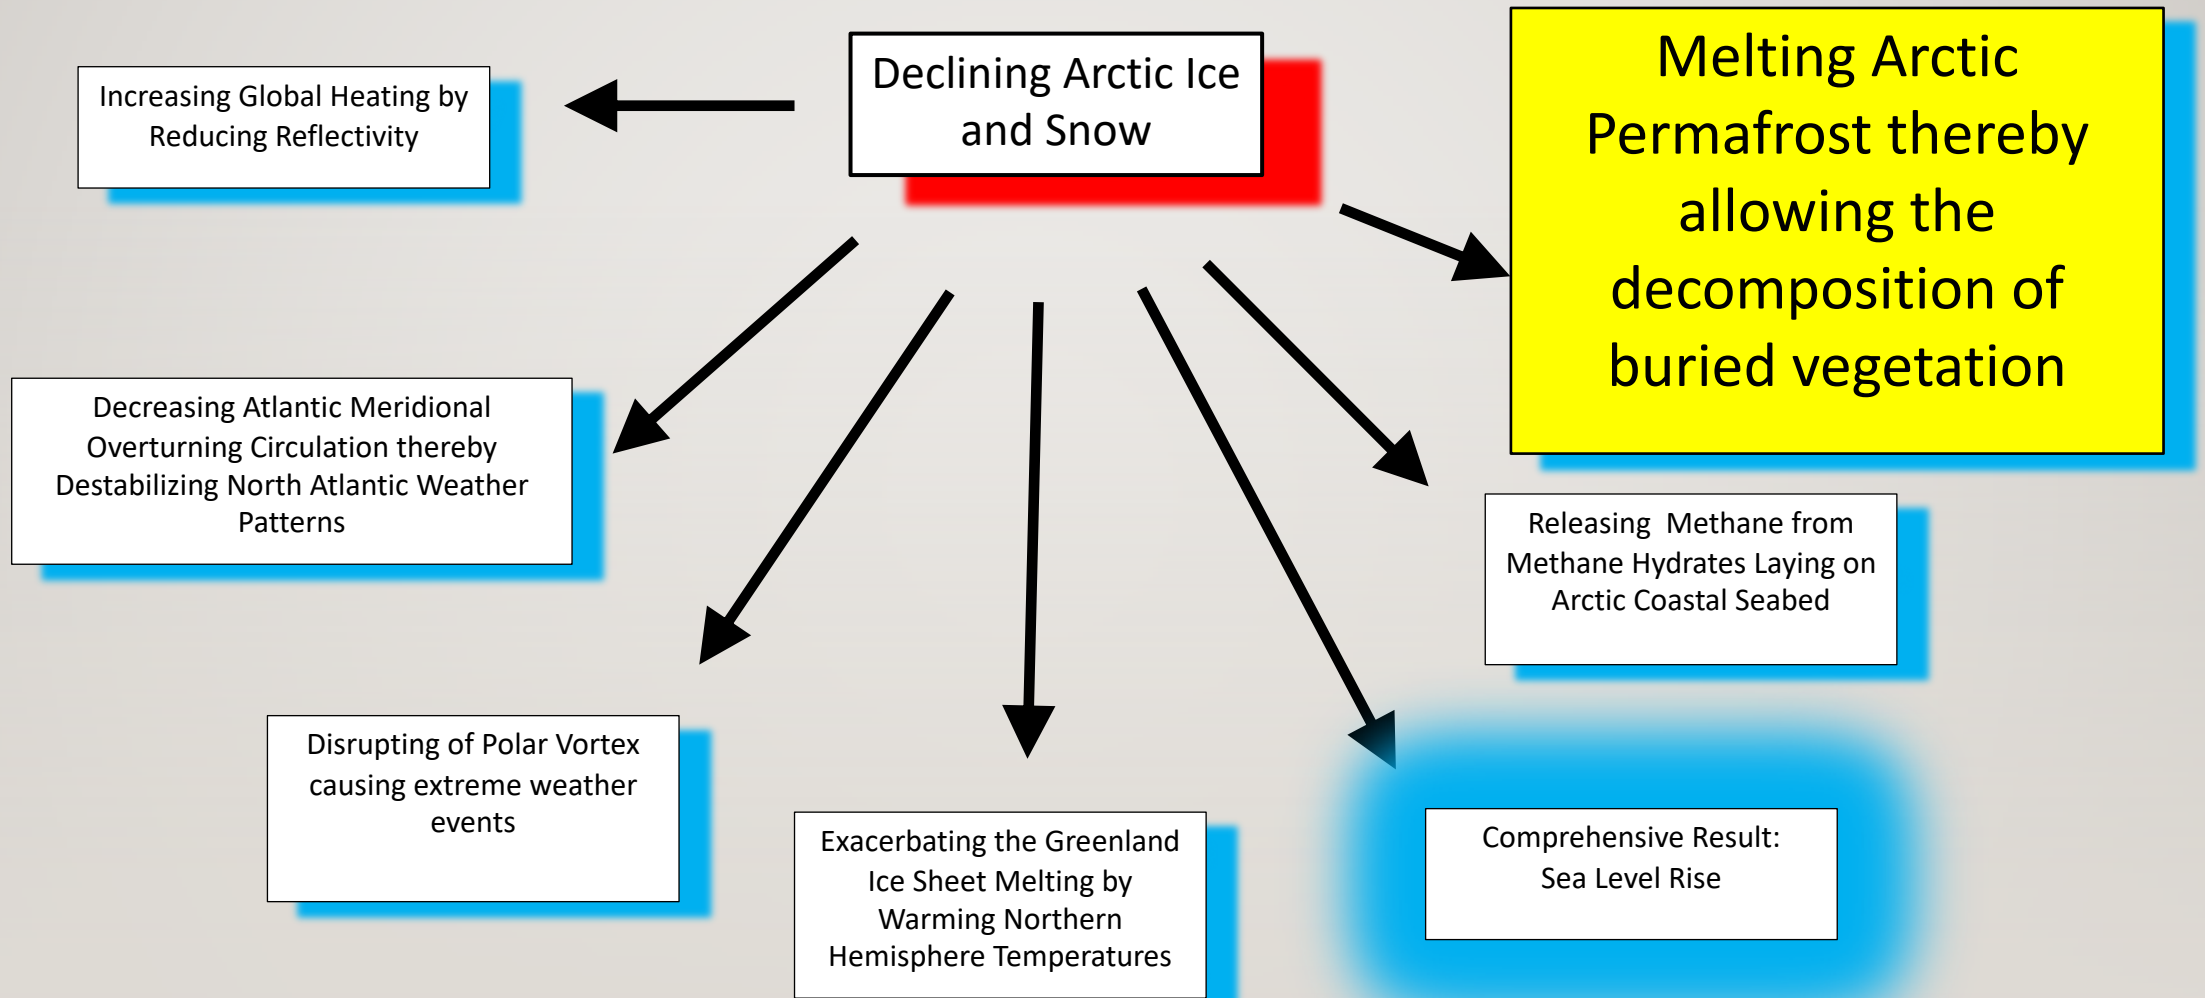 Declining Arctic Ice
and Snow
Increasing Global Heating by
Reducing Reflectivity
Melting Arctic
Permafrost thereby
allowing the
decomposition of
buried vegetation
Decreasing Atlantic Meridional
Overturning Circulation thereby
Destabilizing North Atlantic Weather
Patterns
Releasing  Methane from
Methane Hydrates Laying on
Arctic Coastal Seabed
Disrupting of Polar Vortex
causing extreme weather
events
Exacerbating the Greenland
Ice Sheet Melting by
Warming Northern
Hemisphere Temperatures
Comprehensive Result:
Sea Level Rise